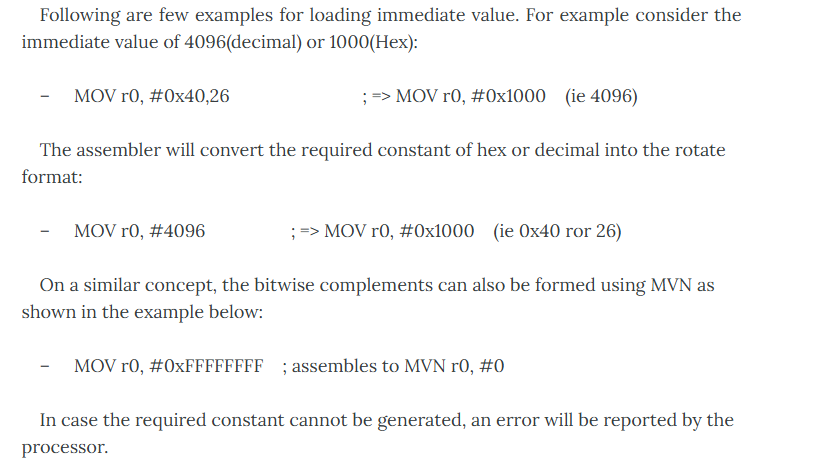 Following are few examples for loading immediate value. For example consider the
immediate value of 4096(decimal) or 1000(Hex):
– MOV r0, #0x40,26 ; => MOV r0, #0x1000 (ie 4096)
The assembler will convert the required constant of hex or decimal into the rotate
format:
– MOV r0, #4096 ; => MOV r0, #0x1000 (ie 0x40 ror 26)
On a similar concept, the bitwise complements can also be formed using MVN as
shown in the example below:
– MOV r0, #0xFFFFFFFF ; assembles to MVN r0, #0
In case the required constant cannot be generated, an error will be reported by the
processor.